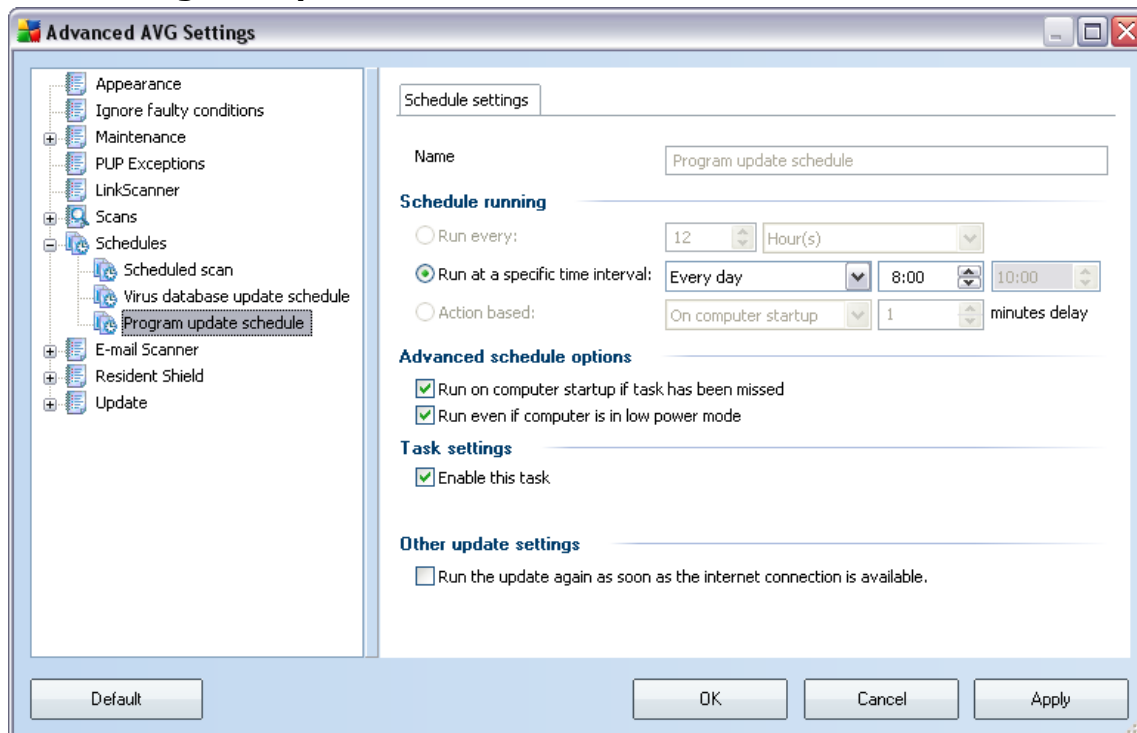 Advanced AVG Settings
Appearance
Ignore faulty conditions
Maintenance
PUP Exceptions
LinkScanner
Scans
Schedules
Scheduled scan
Virus database update schedule
Program update schedule
E-mail Scanner
Resident Shield
Update
Schedule settings
Name Program update schedule
Schedule running
Run every: 12 Hour(s)
Run at a specific time interval: Every day 8:00 10:00
Action based: On computer startup 1 minutes delay
Advanced schedule options
Run on computer startup if task has been missed
Run even if computer is in low power mode
Task settings
Enable this task
Other update settings
Run the update again as soon as the internet connection is available.
Default OK Cancel Apply